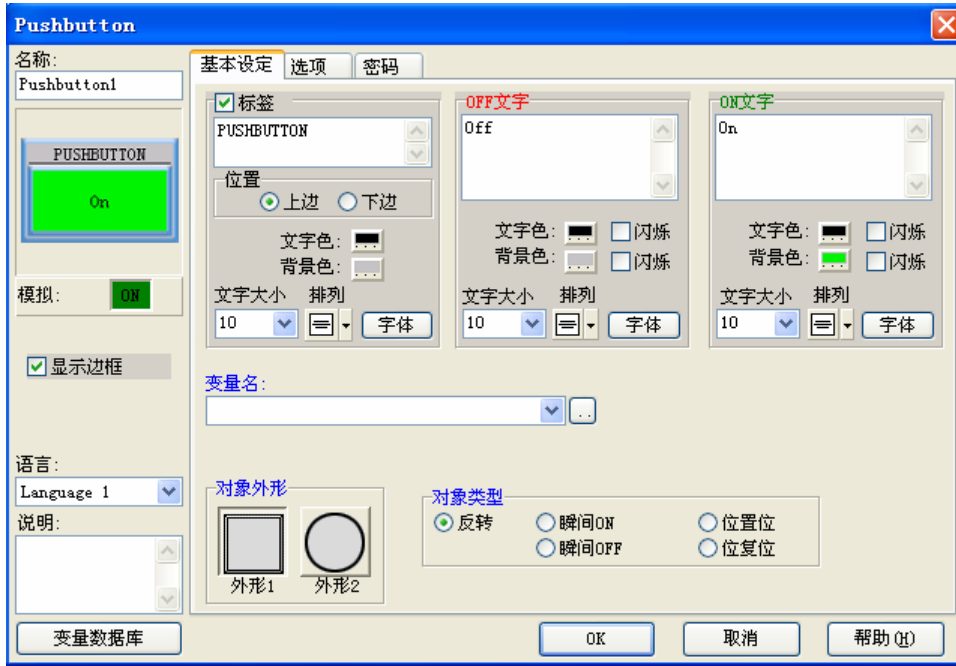 Pushbutton
名称:
Pushbutton1
PUSHBUTTON
On
模拟: ON
显示边框
语言:
Language 1
说明:
变量数据库
基本设定 选项 密码
标签
PUSHBUTTON
位置
上边 下边
文字色:
背景色:
文字大小 排列
10 字体
OFF文字
Off
文字色: 闪烁
背景色: 闪烁
文字大小 排列
10 字体
ON文字
On
文字色: 闪烁
背景色: 闪烁
文字大小 排列
10 字体
变量名:
..
对象外形
外形1 外形2
对象类型
反转 瞬间ON 位置位
瞬间OFF 位复位
OK 取消 帮助(H)